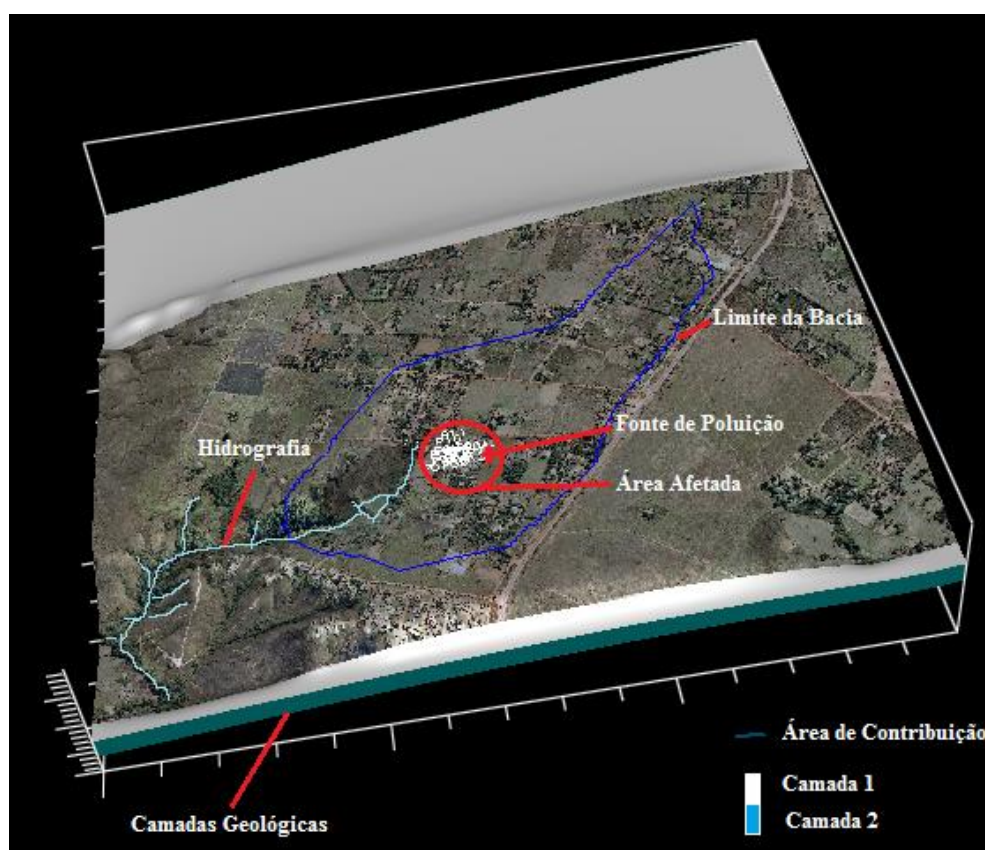 Limite da Bacia
Fonte de Poluição
Hidrografia
Área Afetada
Área de Contribuição
Camada 1
Camada 2
Camadas Geológicas